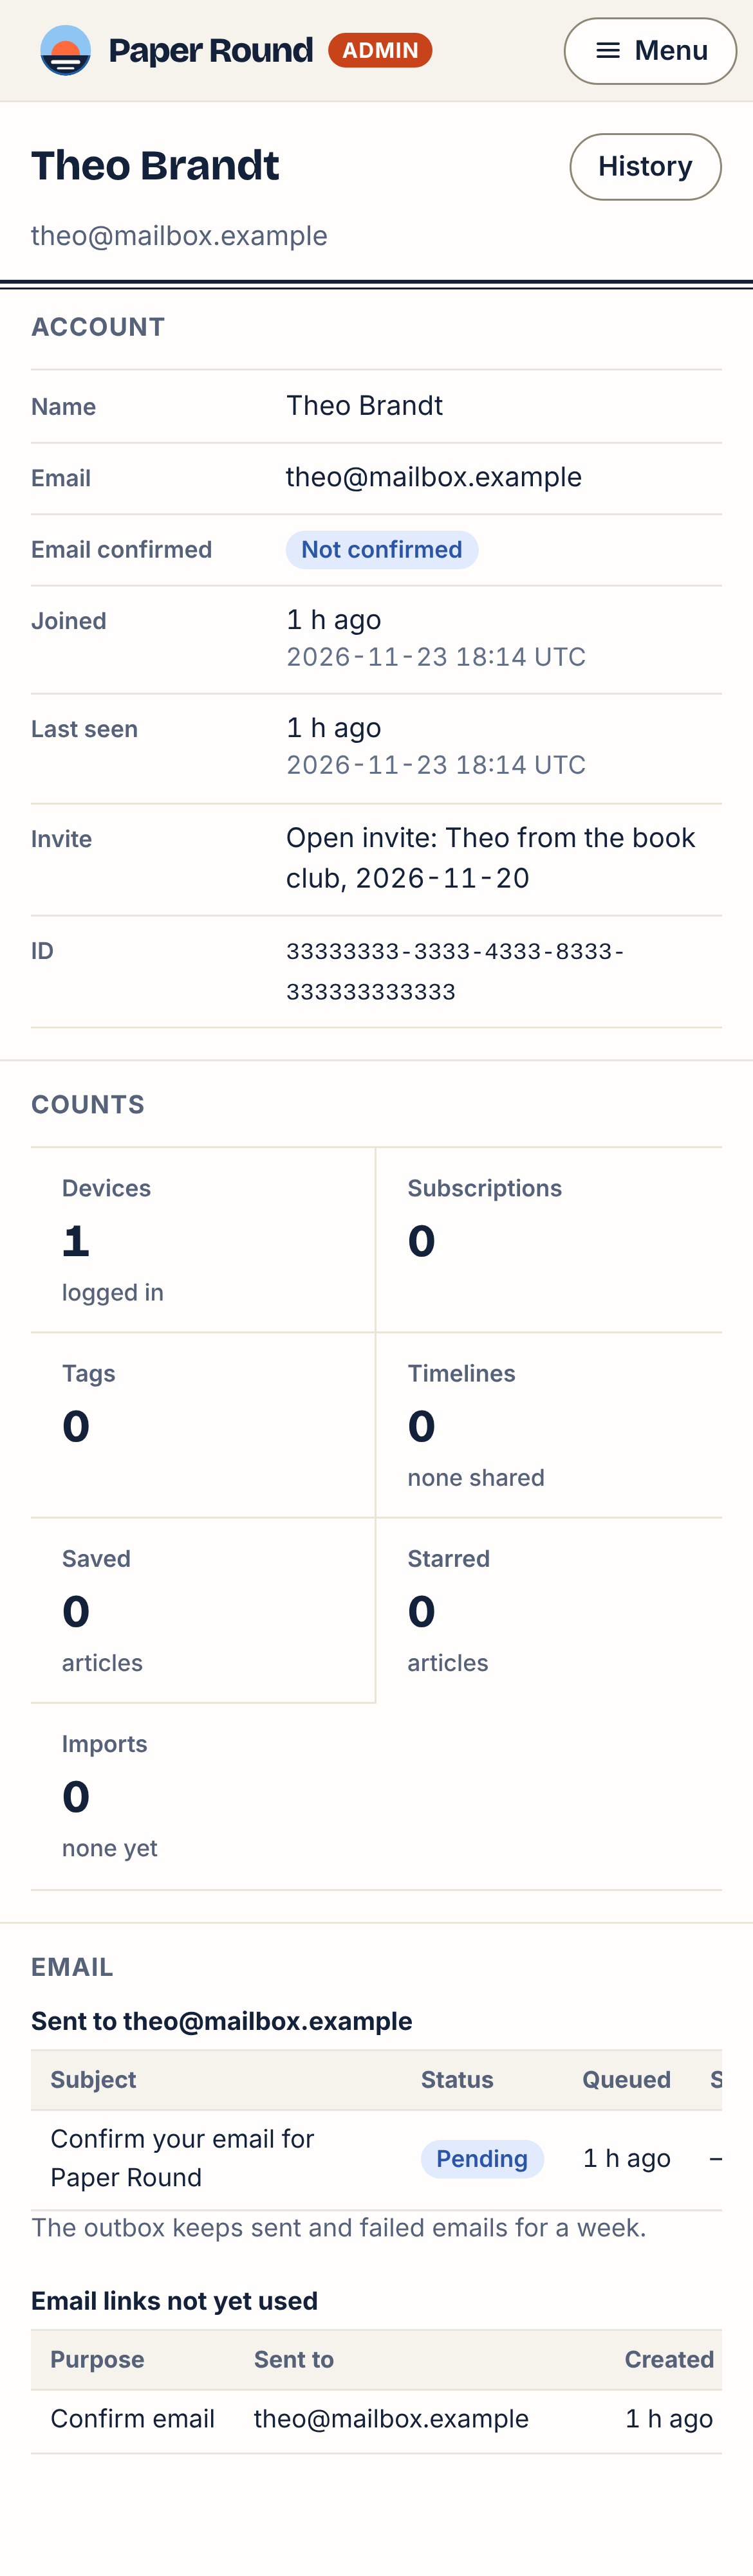 Paper Round ADMIN
Menu
Theo Brandt
History
theo@mailbox.example
ACCOUNT
Name Theo Brandt
Email theo@mailbox.example
Email confirmed Not confirmed
Joined 1 h ago
2026-11-23 18:14 UTC
Last seen 1 h ago
2026-11-23 18:14 UTC
Invite Open invite: Theo from the book
club, 2026-11-20
ID 33333333-3333-4333-8333-
333333333333
COUNTS
Devices
1
logged in
Subscriptions
0
Tags
0
Timelines
0
none shared
Saved
0
articles
Starred
0
articles
Imports
0
none yet
EMAIL
Sent to theo@mailbox.example
Subject Status Queued
Confirm your email for
Paper Round
Pending 1 h ago –
The outbox keeps sent and failed emails for a week.
Email links not yet used
Purpose Sent to Created
Confirm email theo@mailbox.example 1 h ago